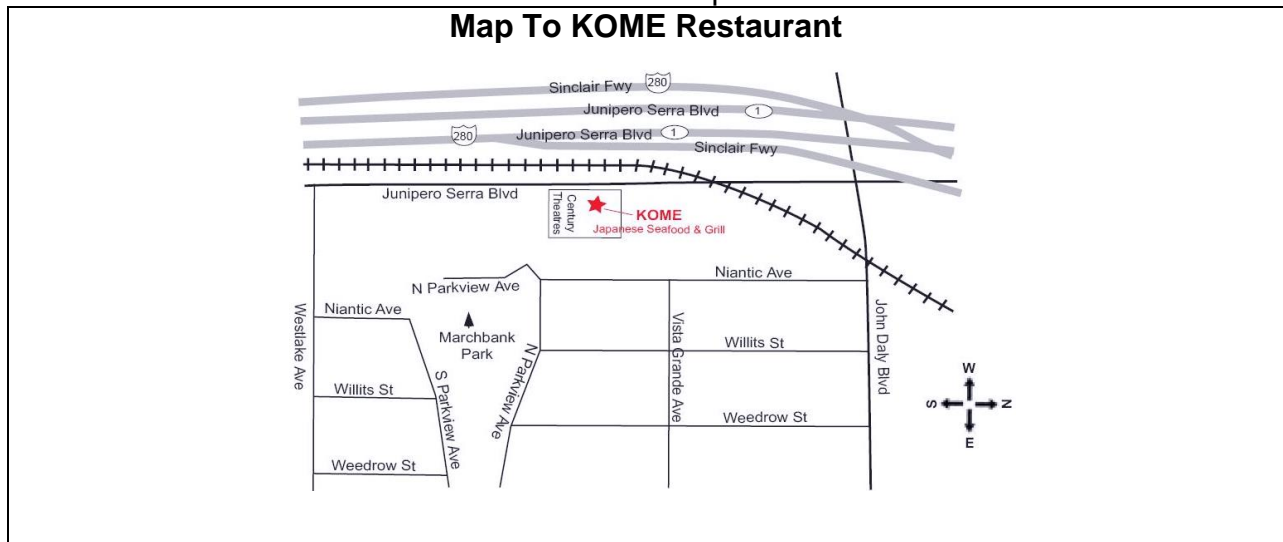 Map To KOME Restaurant
Sinclair Fwy 280
Junipero Serra Blvd 1
280 Junipero Serra Blvd 1
Sinclair Fwy
Junipero Serra Blvd
Century
Theatres
KOME
Japanese Seafood & Grill
N Parkview Ave
Niantic Ave
Westlake Ave
Niantic Ave
Marchbank
Park
N Parkview Ave
Vista Grande Ave
Willits St
John Daly Blvd
Willits St
S Parkview Ave
Weedrow St
Weedrow St
W
S
N
E